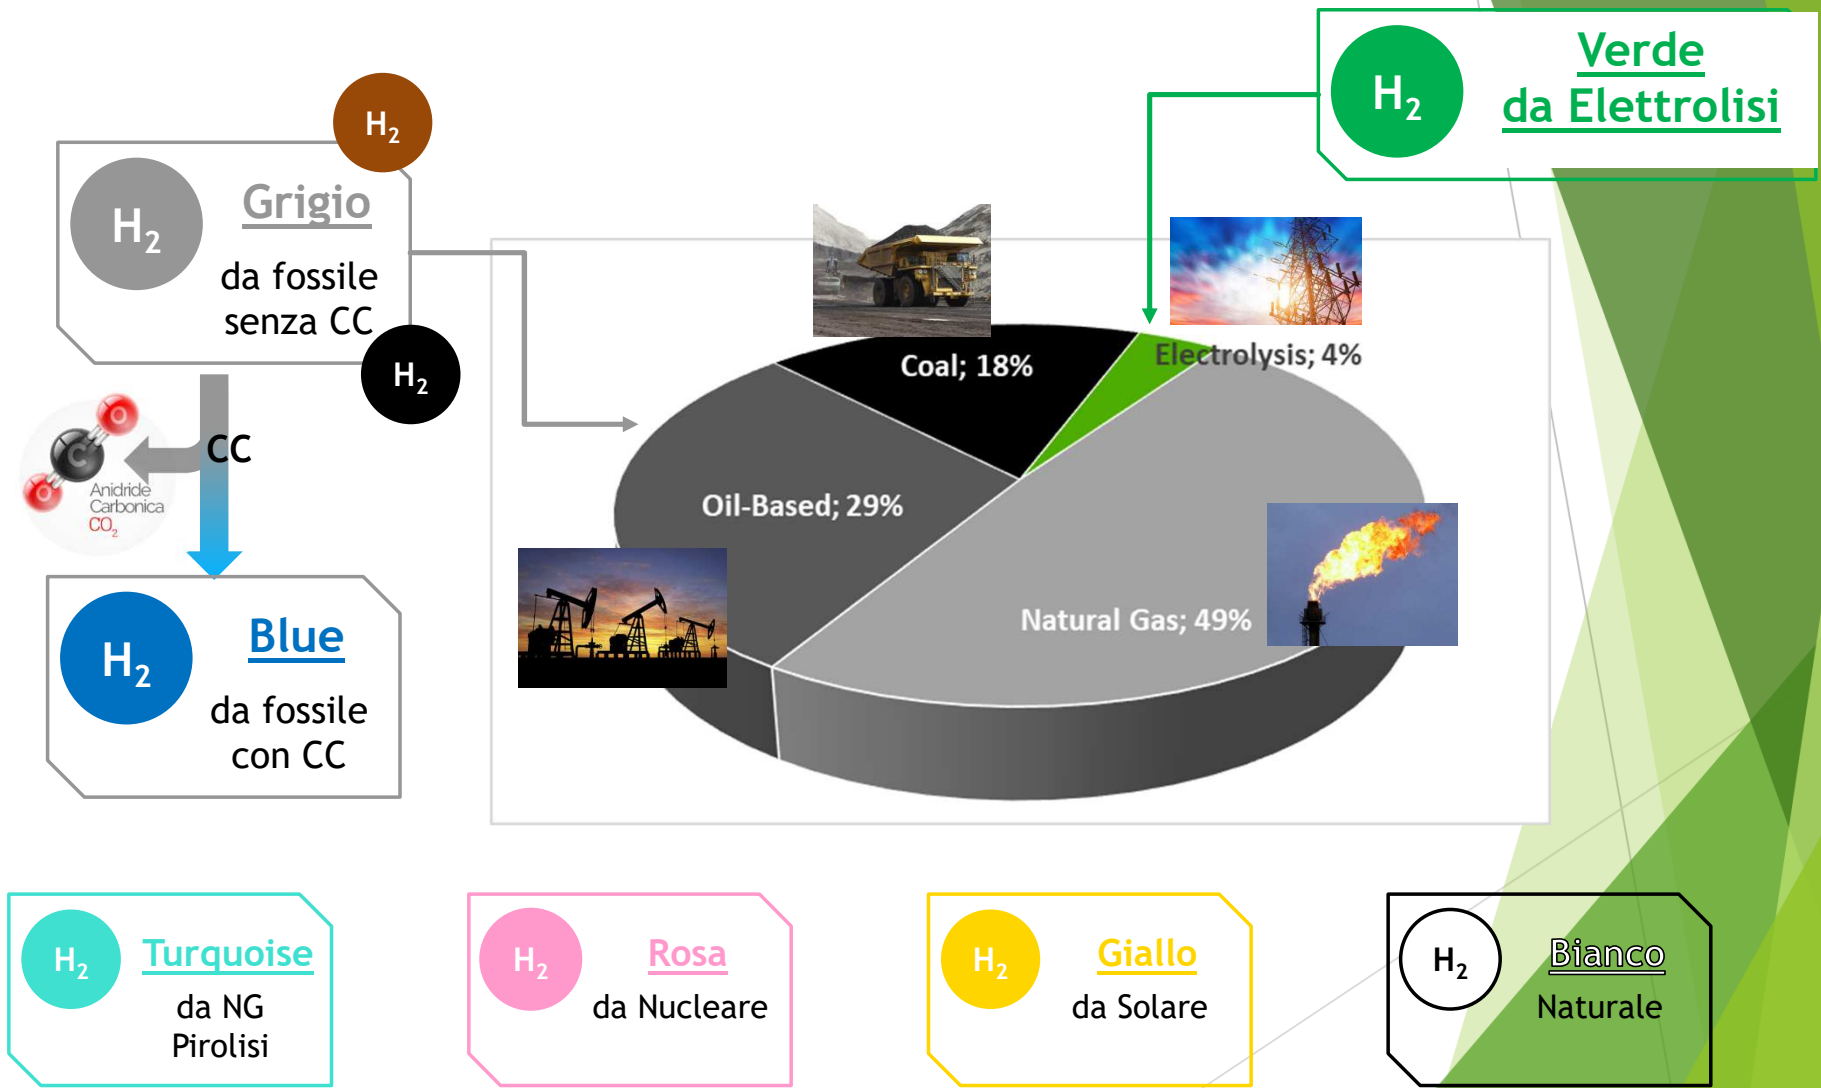 H2
Verde
da Elettrolisi
H2
H2
Grigio
da fossile
senza CC
H2
CC
O
C
O
Anidride
Carbonica
CO2
H2
Blue
da fossile
con CC
Coal; 18%
Electrolysis; 4%
Oil-Based; 29%
Natural Gas; 49%
H2
Turquoise
da NG
Pirolisi
H2
Rosa
da Nucleare
H2
Giallo
da Solare
H2
Bianco
Naturale